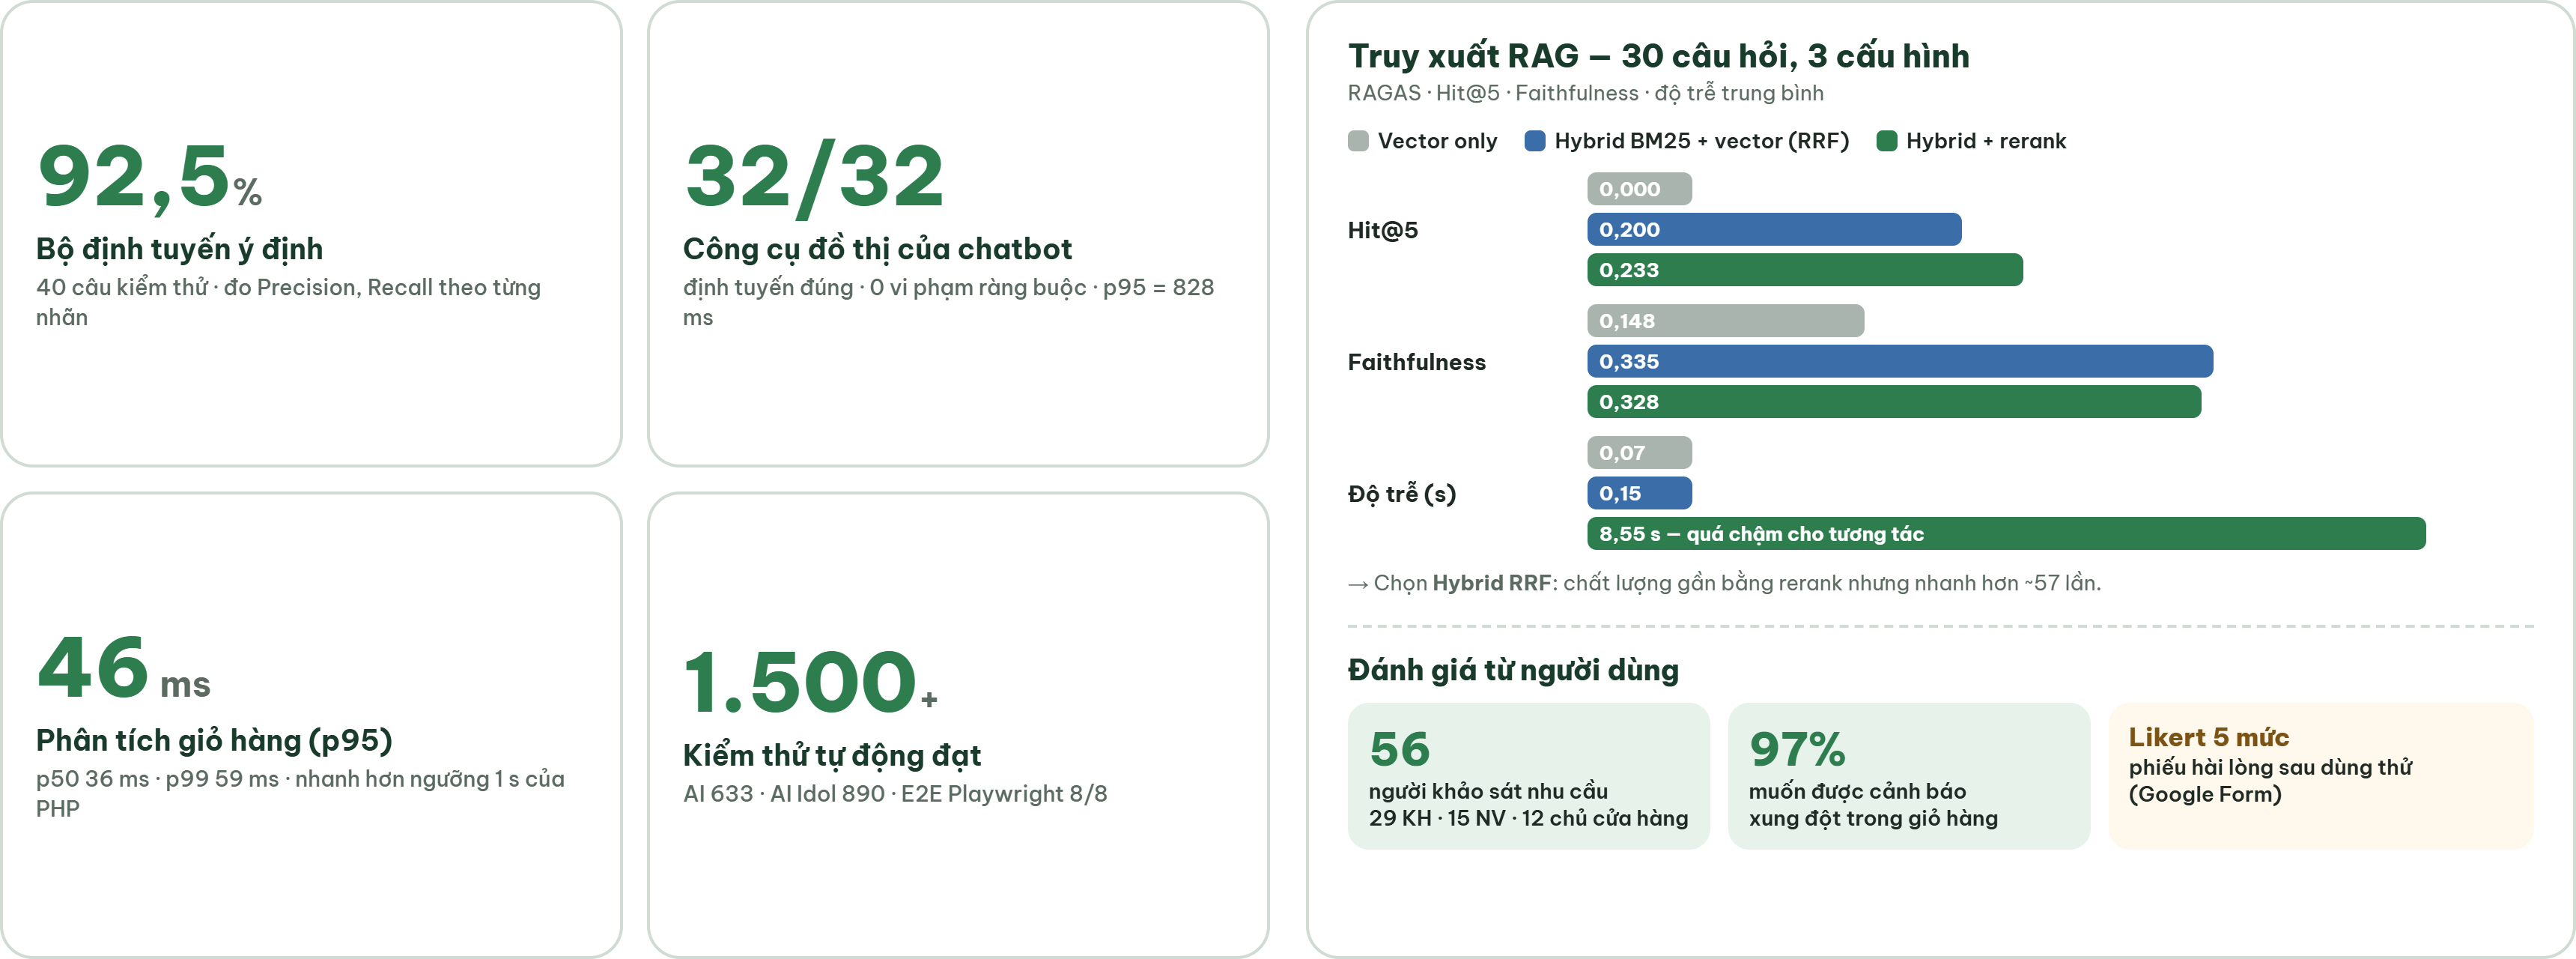 92,5%
Bộ định tuyến ý định
40 câu kiểm thử · đo Precision, Recall theo từng
nhãn
32/32
Công cụ đồ thị của chatbot
định tuyến đúng · 0 vi phạm ràng buộc · p95 = 828
ms
46 ms
Phân tích giỏ hàng (p95)
p50 36 ms · p99 59 ms · nhanh hơn ngưỡng 1 s của
PHP
1.500+
Kiểm thử tự động đạt
AI 633 · AI Idol 890 · E2E Playwright 8/8
Truy xuất RAG — 30 câu hỏi, 3 cấu hình
RAGAS · Hit@5 · Faithfulness · độ trễ trung bình
Vector only Hybrid BM25 + vector (RRF) Hybrid + rerank
Hit@5
0,000
0,200
0,233
Faithfulness
0,148
0,335
0,328
Độ trễ (s)
0,07
0,15
8,55 s — quá chậm cho tương tác
→ Chọn Hybrid RRF: chất lượng gần bằng rerank nhưng nhanh hơn ~57 lần.
Đánh giá từ người dùng
56
người khảo sát nhu cầu
29 KH · 15 NV · 12 chủ cửa hàng
97%
muốn được cảnh báo
xung đột trong giỏ hàng
Likert 5 mức
phiếu hài lòng sau dùng thử
(Google Form)